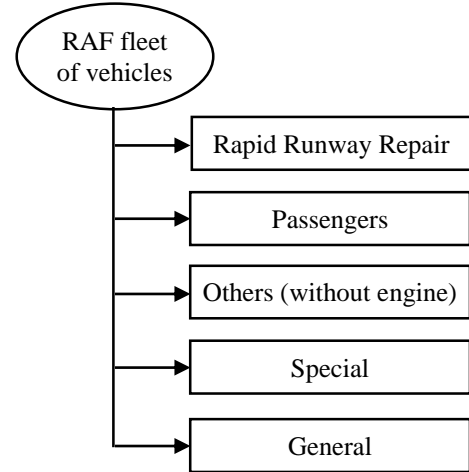 RAF fleet
of vehicles
Rapid Runway Repair
Passengers
Others (without engine)
Special
General